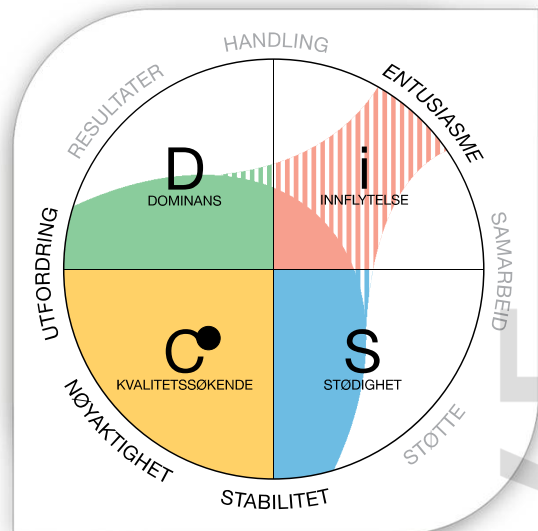 HANDLING
ENTUSIASME
RESULTATER
D
DOMINANS
i
INNFLYTELSE
UTFORDRING
SAMARBEID
C
KVALITETSSØKENDE
S
STØDIGHET
NØYAKTIGHET
STØTTE
STABILITET